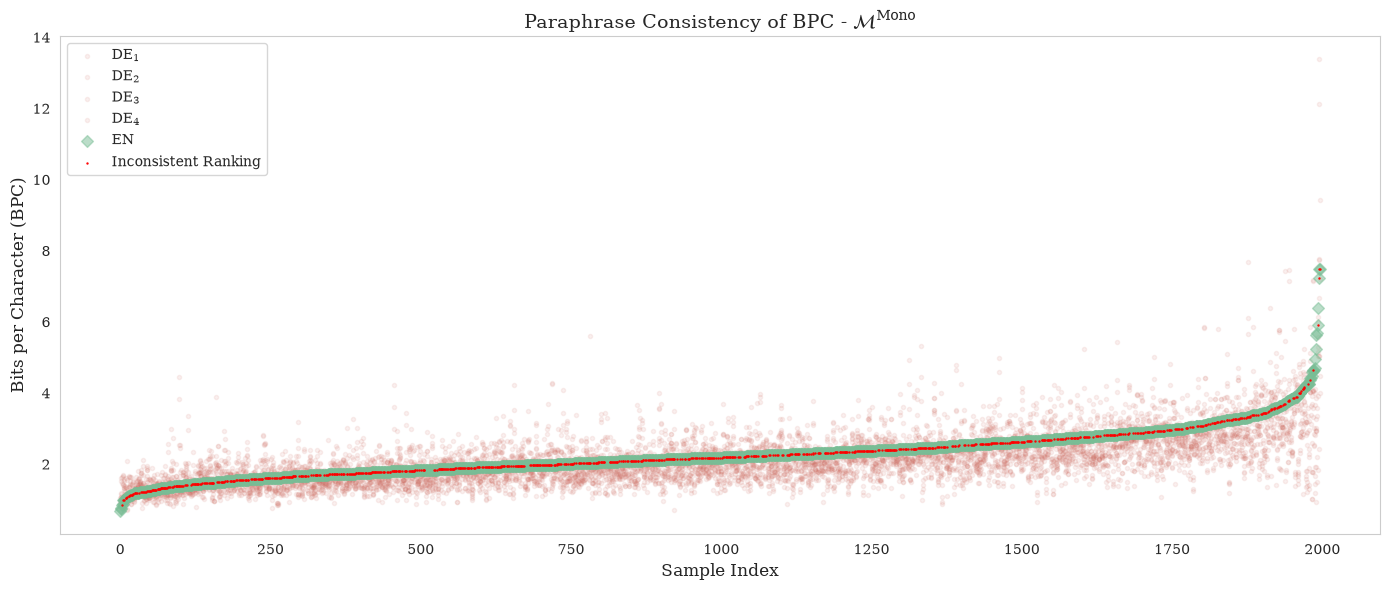 Paraphrase Consistency of BPC - ℳ^Mono
DE₁
DE₂
DE₃
DE₄
EN
Inconsistent Ranking
Bits per Character (BPC)
14
12
10
8
6
4
2
0
250
500
750
1000
1250
1500
1750
2000
Sample Index